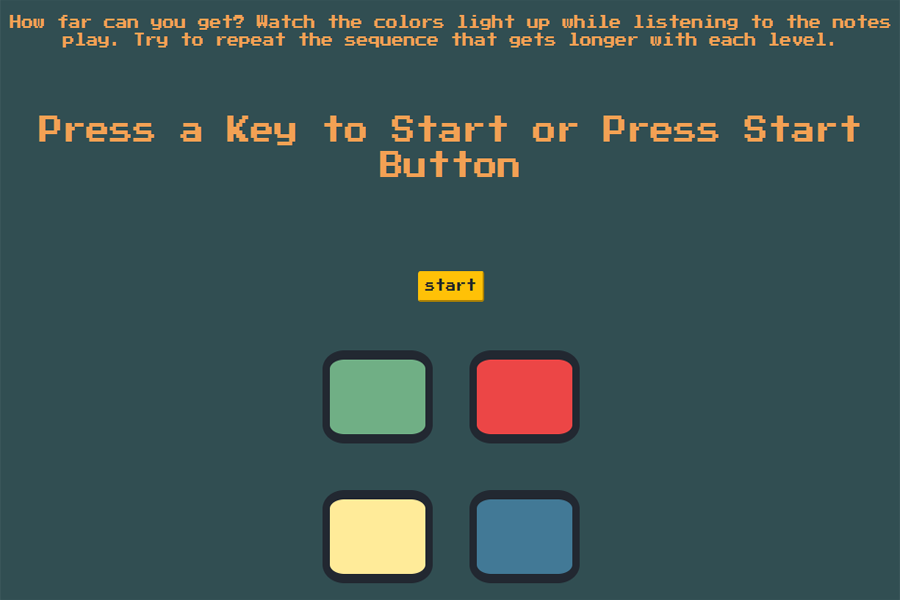 How far can you get? Watch the colors light up while listening to the notes
play. Try to repeat the sequence that gets longer with each level.
Press a Key to Start or Press Start
Button
start